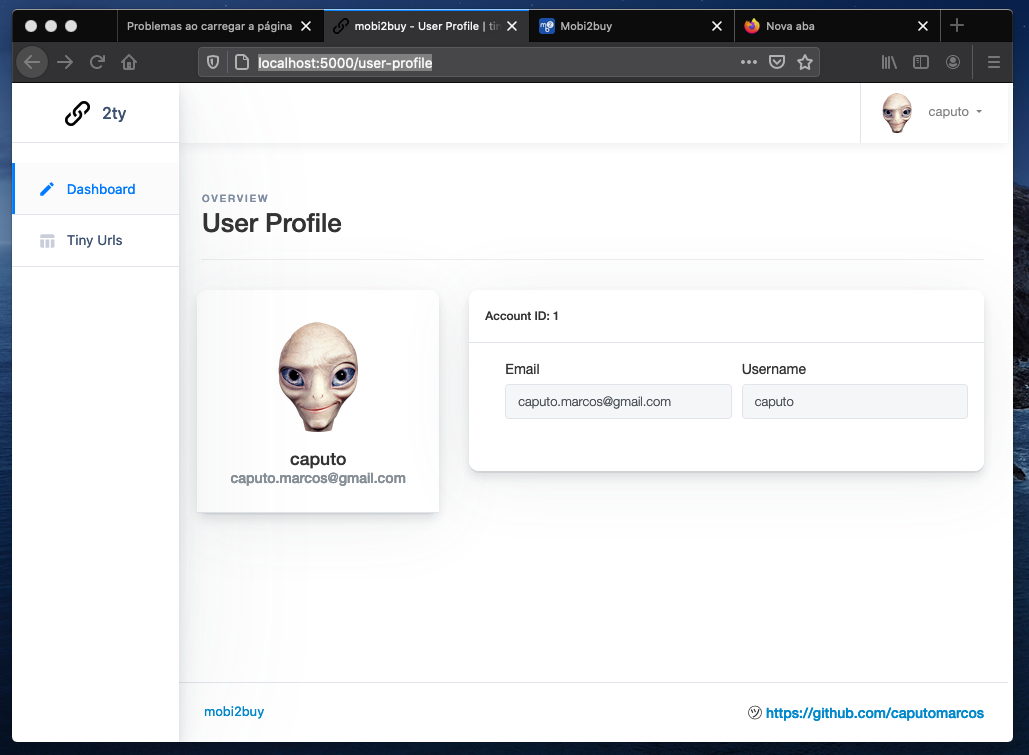 Problemas ao carregar a página
mobi2buy - User Profile | tin
Mobi2buy
Nova aba
localhost:5000/user-profile
2ty
caputo
Dashboard
Tiny Urls
OVERVIEW
User Profile
caputo
caputo.marcos@gmail.com
Account ID: 1
Email
Username
caputo.marcos@gmail.com
caputo
mobi2buy
https://github.com/caputomarcos